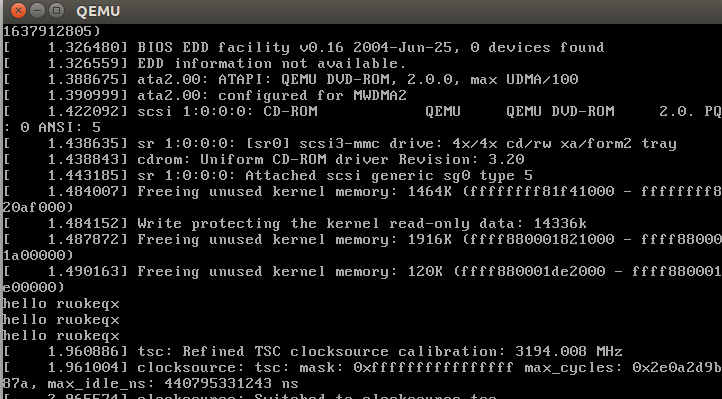 QEMU
1637912805)
[    1.326480] BIOS EDD facility v0.16 2004-Jun-25, 0 devices found
[    1.326559] EDD information not available.
[    1.388675] ata2.00: ATAPI: QEMU DVD-ROM, 2.0.0, max UDMA/100
[    1.390999] ata2.00: configured for MWDMA2
[    1.422092] scsi 1:0:0:0: CD-ROM            QEMU     QEMU DVD-ROM     2.0. PQ
: 0 ANSI: 5
[    1.438635] sr 1:0:0:0: [sr0] scsi3-mmc drive: 4x/4x cd/rw xa/form2 tray
[    1.438843] cdrom: Uniform CD-ROM driver Revision: 3.20
[    1.443185] sr 1:0:0:0: Attached scsi generic sg0 type 5
[    1.484007] Freeing unused kernel memory: 1464K (ffffffff81f41000 - ffffffff8
20af000)
[    1.484152] Write protecting the kernel read-only data: 14336k
[    1.487872] Freeing unused kernel memory: 1916K (ffff880001821000 - ffff88000
1a00000)
[    1.490163] Freeing unused kernel memory: 120K (ffff880001de2000 - ffff880001
e00000)
hello ruokeqx
hello ruokeqx
hello ruokeqx
[    1.960886] tsc: Refined TSC clocksource calibration: 3194.008 MHz
[    1.961004] clocksource: tsc: mask: 0xffffffffffffffff max_cycles: 0x2e0a2d9b
87a, max_idle_ns: 440795331243 ns
[    2.965574] clocksource: Switched to clocksource tsc